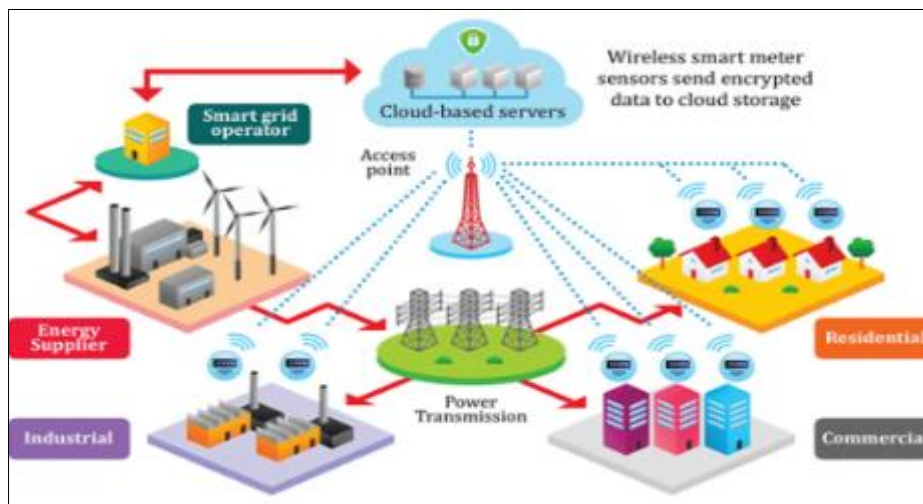 Wireless smart meter
sensors send encrypted
data to cloud storage
Cloud-based servers
Smart grid
operator
Access
point
Energy
Supplier
Residential
Power
Transmission
Industrial
Commercial